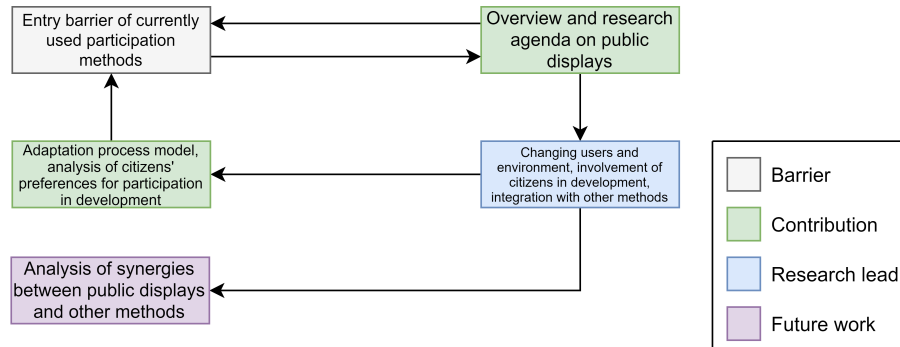 Entry barrier of currently
used participation
methods
Overview and research
agenda on public
displays
Adaptation process model,
analysis of citizens'
preferences for participation
in development
Changing users and
environment, involvement of
citizens in development,
integration with other methods
Analysis of synergies
between public displays
and other methods
Barrier
Contribution
Research lead
Future work